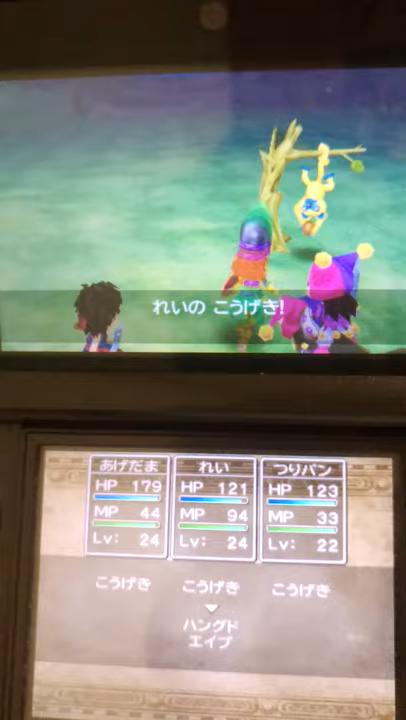 れいの こうげき!
あげだま れい つりパン
HP 179 HP 121 HP 123
MP 44 MP 94 MP 33
Lv: 24 Lv: 24 Lv: 22
こうげき こうげき こうげき
ハングド
エイプ